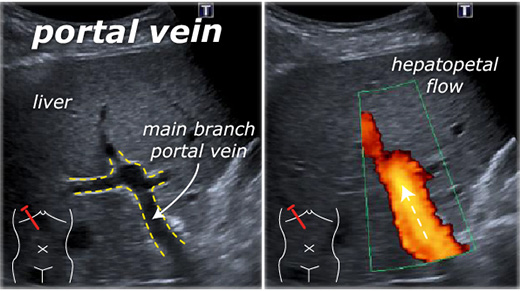 T
T
portal vein
liver
main branch
portal vein
hepatopetal
flow